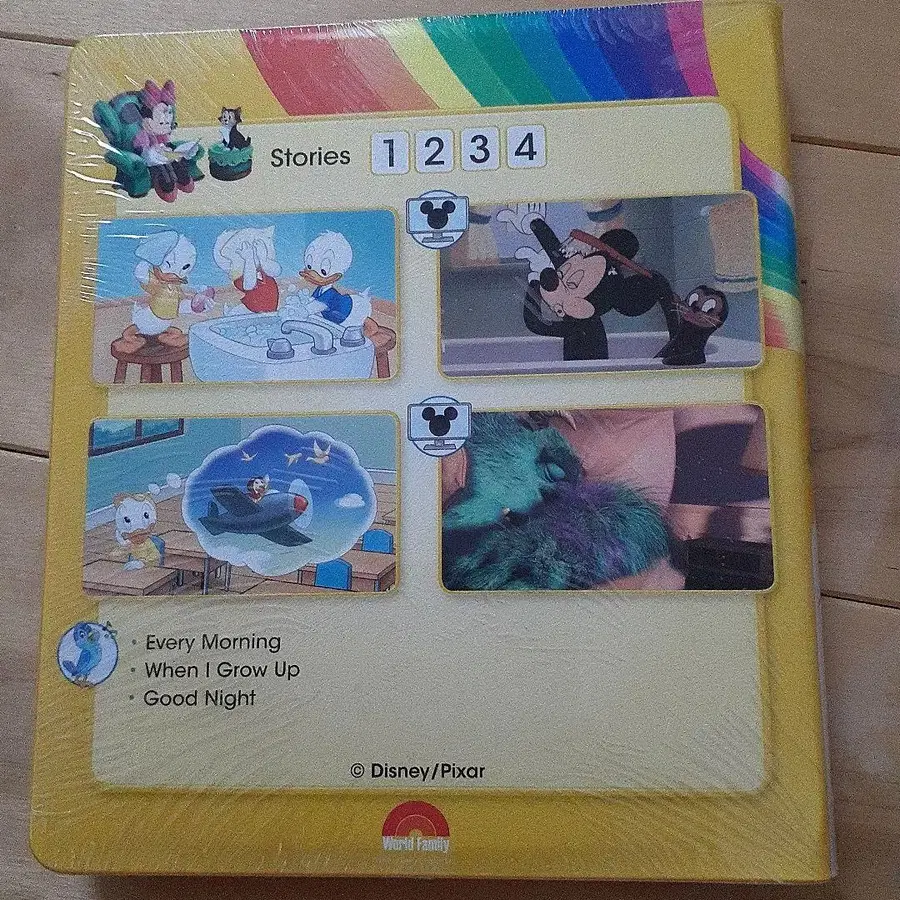 Stories 1 2 3 4
• Every Morning
• When I Grow Up
• Good Night
© Disney/Pixar
World Family